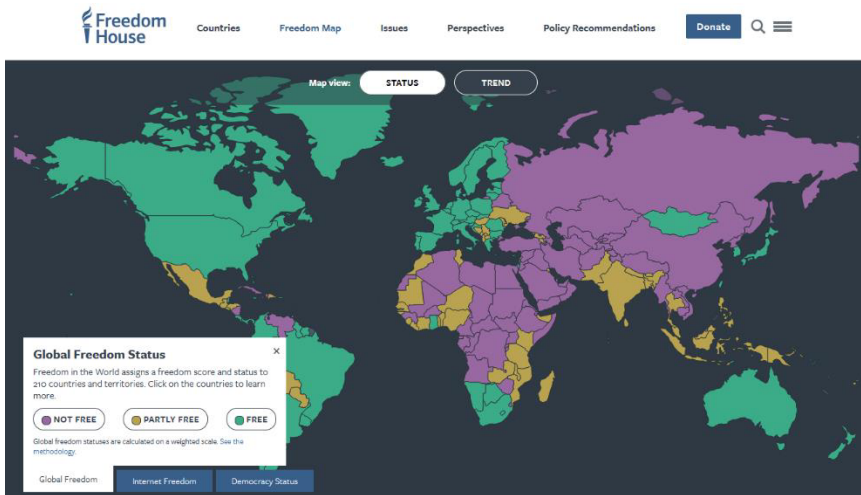 Freedom
House
Countries
Freedom Map
Issues
Perspectives
Policy Recommendations
Donate
Map view:
STATUS
TREND
Global Freedom Status
×
Freedom in the World assigns a freedom score and status to
210 countries and territories. Click on the countries to learn
more.
NOT FREE
PARTLY FREE
FREE
Global freedom statuses are calculated on a weighted scale. See the
methodology.
Global Freedom
Internet Freedom
Democracy Status